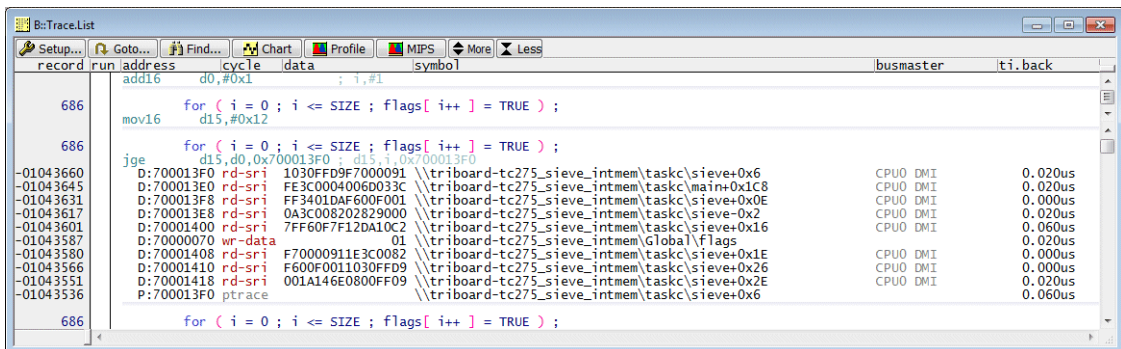 B::Trace.List
Setup... Goto... Find... Chart Profile MIPS More Less
record run address cycle data symbol busmaster ti.back
add16 d0,#0x1 ; i,#1
686 for ( i = 0 ; i <= SIZE ; flags[ i++ ] = TRUE ) ;
mov16 d15,#0x12
686 for ( i = 0 ; i <= SIZE ; flags[ i++ ] = TRUE ) ;
jge d15,d0,0x700013F0 ; d15,i,0x700013F0
-01043660 D:700013F0 rd-sri 1030FFD9F7000091 \\triboard-tc275_sieve_intmem\taskc\sieve+0x6 CPU0 DMI 0.020us
-01043645 D:700013E0 rd-sri FE3C0004006D033C \\triboard-tc275_sieve_intmem\taskc\main+0x1C8 CPU0 DMI 0.020us
-01043631 D:700013F8 rd-sri FF3401DAF600F001 \\triboard-tc275_sieve_intmem\taskc\sieve+0x0E CPU0 DMI 0.000us
-01043617 D:700013E8 rd-sri 0A3C008202829000 \\triboard-tc275_sieve_intmem\taskc\sieve-0x2 CPU0 DMI 0.020us
-01043601 D:70001400 rd-sri 7FF60F7F12DA10C2 \\triboard-tc275_sieve_intmem\taskc\sieve+0x16 CPU0 DMI 0.060us
-01043587 D:70000070 wr-data 01 \\triboard-tc275_sieve_intmem\Global\flags 0.020us
-01043580 D:70001408 rd-sri F70000911E3C0082 \\triboard-tc275_sieve_intmem\taskc\sieve+0x1E CPU0 DMI 0.000us
-01043566 D:70001410 rd-sri F600F0011030FFD9 \\triboard-tc275_sieve_intmem\taskc\sieve+0x26 CPU0 DMI 0.000us
-01043551 D:70001418 rd-sri 001A146E0800FF09 \\triboard-tc275_sieve_intmem\taskc\sieve+0x2E CPU0 DMI 0.000us
-01043536 P:700013F0 ptrace \\triboard-tc275_sieve_intmem\taskc\sieve+0x6 0.060us
686 for ( i = 0 ; i <= SIZE ; flags[ i++ ] = TRUE ) ;